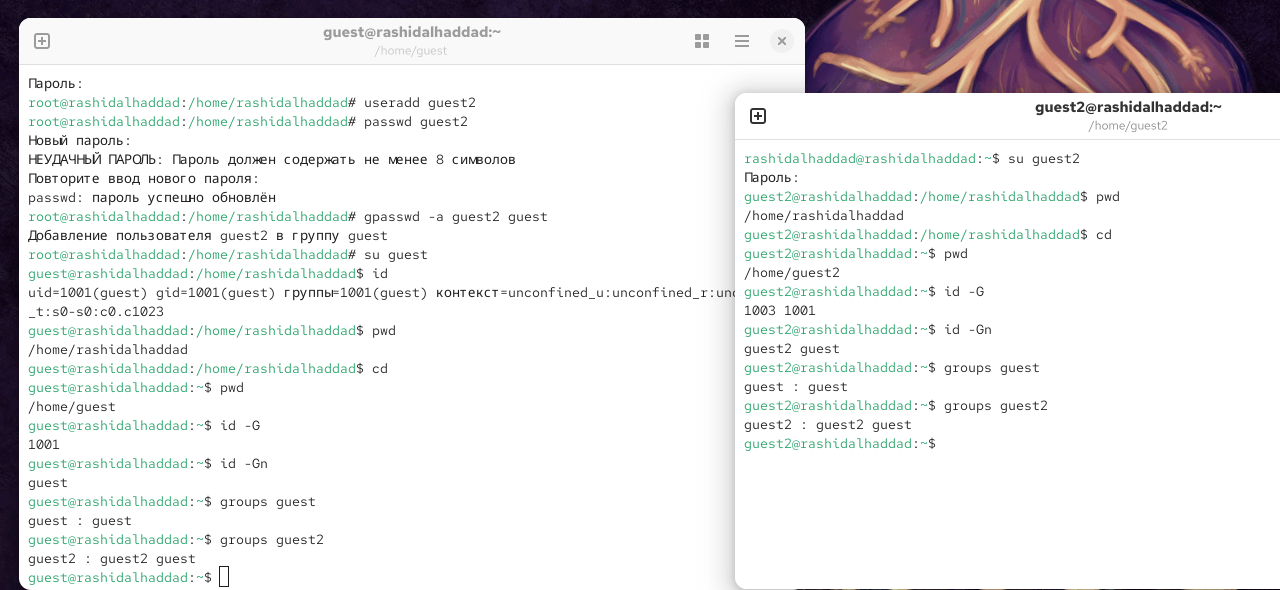 guest@rashidalhaddad:~
/home/guest
Пароль:
root@rashidalhaddad:/home/rashidalhaddad# useradd guest2
root@rashidalhaddad:/home/rashidalhaddad# passwd guest2
Новый пароль:
НЕУДАЧНЫЙ ПАРОЛЬ: Пароль должен содержать не менее 8 символов
Повторите ввод нового пароля:
passwd: пароль успешно обновлён
root@rashidalhaddad:/home/rashidalhaddad# gpasswd -a guest2 guest
Добавление пользователя guest2 в группу guest
root@rashidalhaddad:/home/rashidalhaddad# su guest
guest@rashidalhaddad:/home/rashidalhaddad$ id
uid=1001(guest) gid=1001(guest) группы=1001(guest) контекст=unconfined_u:unconfined_r:unc
_t:s0-s0:c0.c1023
guest@rashidalhaddad:/home/rashidalhaddad$ pwd
/home/rashidalhaddad
guest@rashidalhaddad:/home/rashidalhaddad$ cd
guest@rashidalhaddad:~$ pwd
/home/guest
guest@rashidalhaddad:~$ id -G
1001
guest@rashidalhaddad:~$ id -Gn
guest
guest@rashidalhaddad:~$ groups guest
guest : guest
guest@rashidalhaddad:~$ groups guest2
guest2 : guest2 guest
guest@rashidalhaddad:~$
guest2@rashidalhaddad:~
/home/guest2
rashidalhaddad@rashidalhaddad:~$ su guest2
Пароль:
guest2@rashidalhaddad:/home/rashidalhaddad$ pwd
/home/rashidalhaddad
guest2@rashidalhaddad:/home/rashidalhaddad$ cd
guest2@rashidalhaddad:~$ pwd
/home/guest2
guest2@rashidalhaddad:~$ id -G
1003 1001
guest2@rashidalhaddad:~$ id -Gn
guest2 guest
guest2@rashidalhaddad:~$ groups guest
guest : guest
guest2@rashidalhaddad:~$ groups guest2
guest2 : guest2 guest
guest2@rashidalhaddad:~$